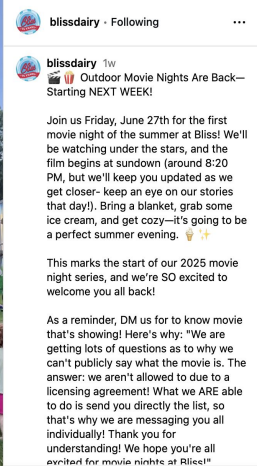 blissdairy • Following
blissdairy 1w
🎬🍿 Outdoor Movie Nights Are Back—
Starting NEXT WEEK!
Join us Friday, June 27th for the first
movie night of the summer at Bliss! We'll
be watching under the stars, and the
film begins at sundown (around 8:20
PM, but we'll keep you updated as we
get closer- keep an eye on our stories
that day!). Bring a blanket, grab some
ice cream, and get cozy—it's going to be
a perfect summer evening. 🍦✨
This marks the start of our 2025 movie
night series, and we're SO excited to
welcome you all back!
As a reminder, DM us for to know movie
that's showing! Here's why: "We are
getting lots of questions as to why we
can't publicly say what the movie is. The
answer: we aren't allowed to due to a
licensing agreement! What we ARE able
to do is send you directly the list, so
that's why we are messaging you all
individually! Thank you for
understanding! We hope you're all
excited for movie nights at Bliss!"